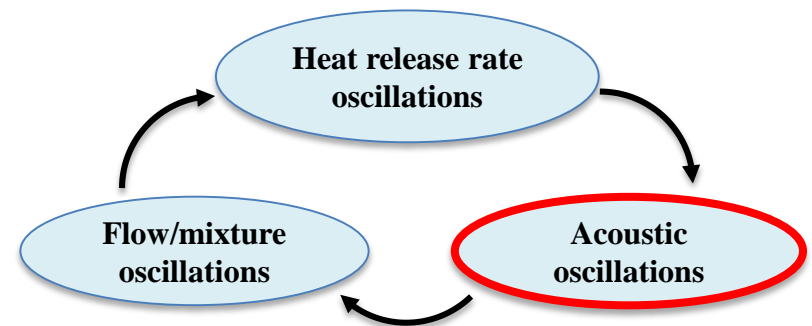 Heat release rate
oscillations
Flow/mixture
oscillations
Acoustic
oscillations